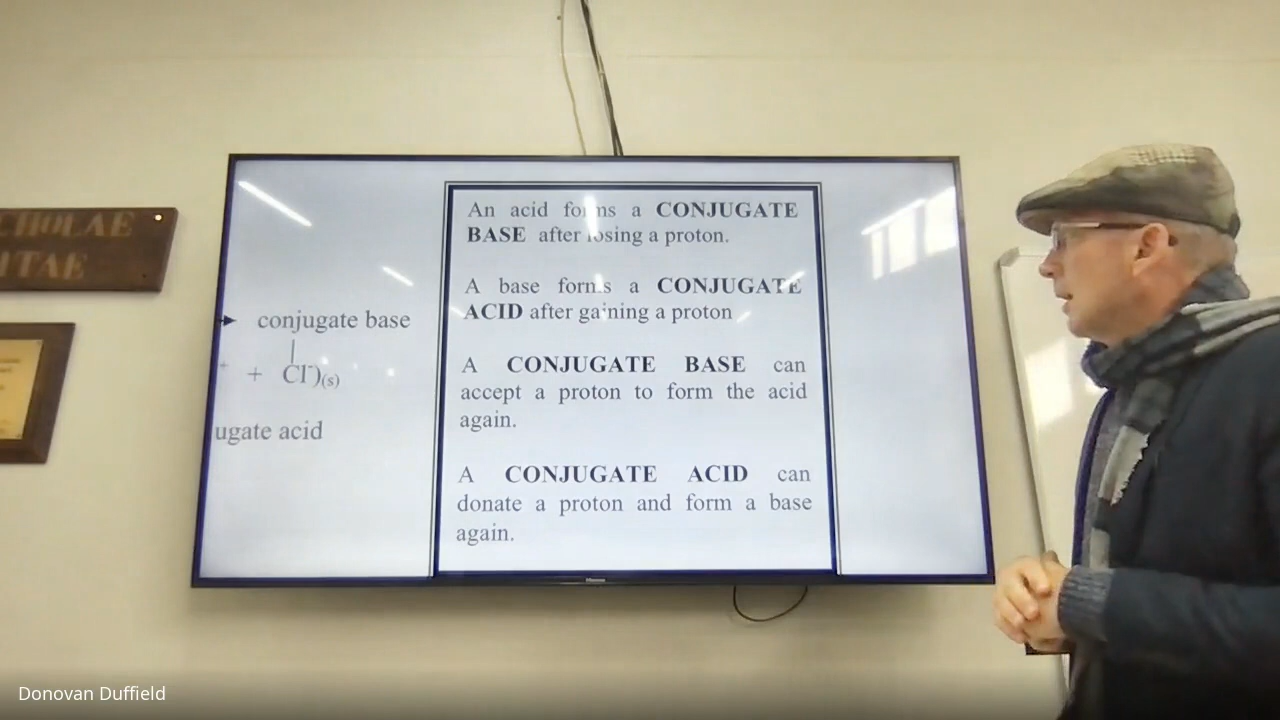 CHOLAE
ITAE
conjugate base
+ Cl⁻)(s)
ugate acid
An acid forms a CONJUGATE
BASE after losing a proton.
A base forms a CONJUGATE
ACID after gaining a proton
A CONJUGATE BASE can
accept a proton to form the acid
again.
A CONJUGATE ACID can
donate a proton and form a base
again.
Hisense
Donovan Duffield